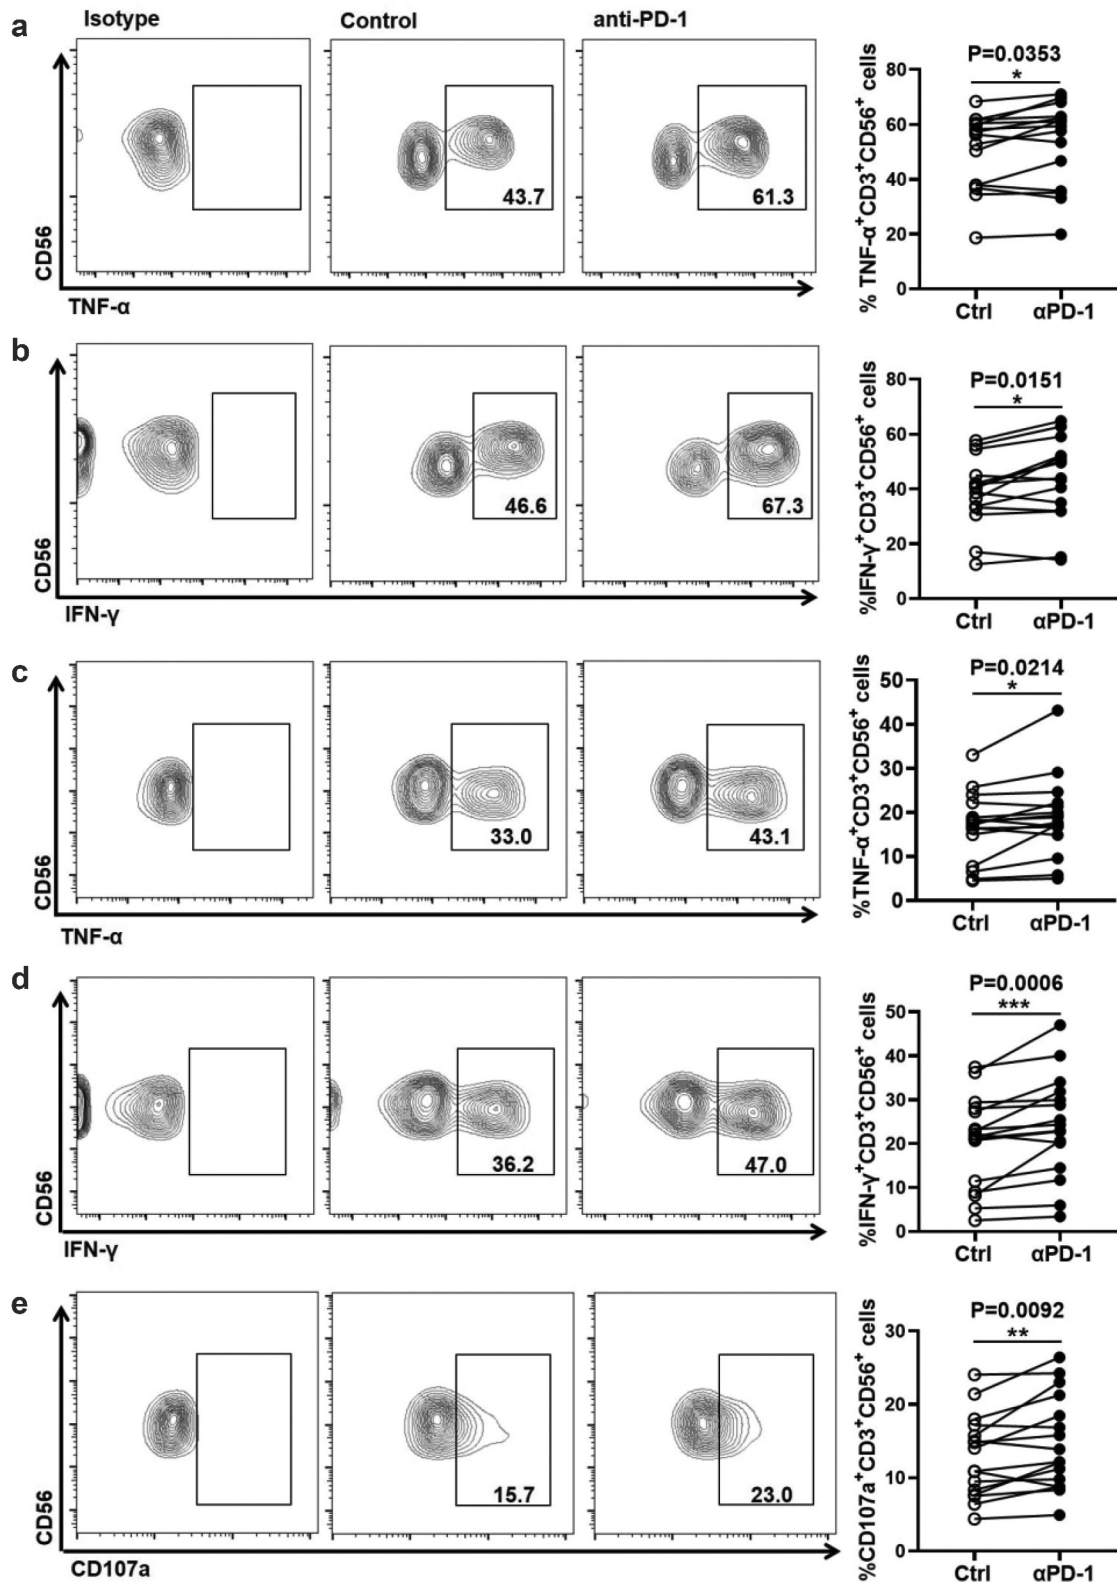 a
Isotype
Control
anti-PD-1
CD56
43.7
61.3
TNF-α
P=0.0353
*
% TNF-α⁺CD3⁺CD56⁺ cells
80
60
40
20
0
Ctrl
αPD-1
b
CD56
46.6
67.3
IFN-γ
P=0.0151
*
%IFN-γ⁺CD3⁺CD56⁺ cells
80
60
40
20
0
Ctrl
αPD-1
c
CD56
33.0
43.1
TNF-α
P=0.0214
*
%TNF-α⁺CD3⁺CD56⁺ cells
50
40
30
20
10
0
Ctrl
αPD-1
d
CD56
36.2
47.0
IFN-γ
P=0.0006
***
%IFN-γ⁺CD3⁺CD56⁺ cells
50
40
30
20
10
0
Ctrl
αPD-1
e
CD56
15.7
23.0
CD107a
P=0.0092
**
%CD107a⁺CD3⁺CD56⁺ cells
30
20
10
0
Ctrl
αPD-1